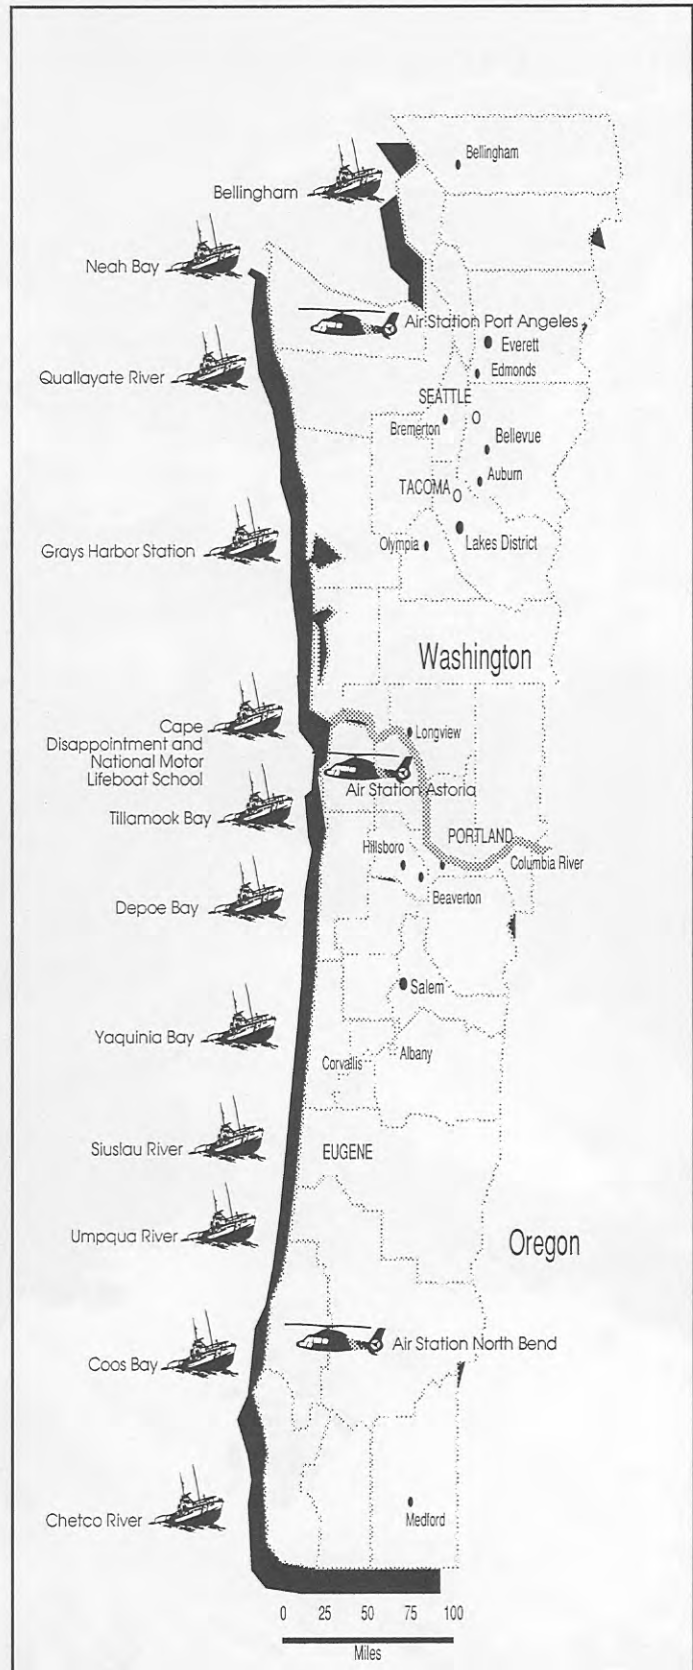 Bellingham
Bellingham
Neah Bay
Air Station Port Angeles
Everett
Quallayate River
Edmonds
SEATTLE
Bremerton
Bellevue
Auburn
TACOMA
Grays Harbor Station
Olympia
Lakes District
Washington
Cape
Disappointment and
National Motor
Lifeboat School
Longview
Air Station Astoria
Tillamook Bay
PORTLAND
Hillsboro
Columbia River
Beaverton
Depoe Bay
Salem
Yaquinia Bay
Corvallis
Albany
Siuslau River
EUGENE
Umpqua River
Oregon
Air Station North Bend
Coos Bay
Chetco River
Medford
0 25 50 75 100
Miles